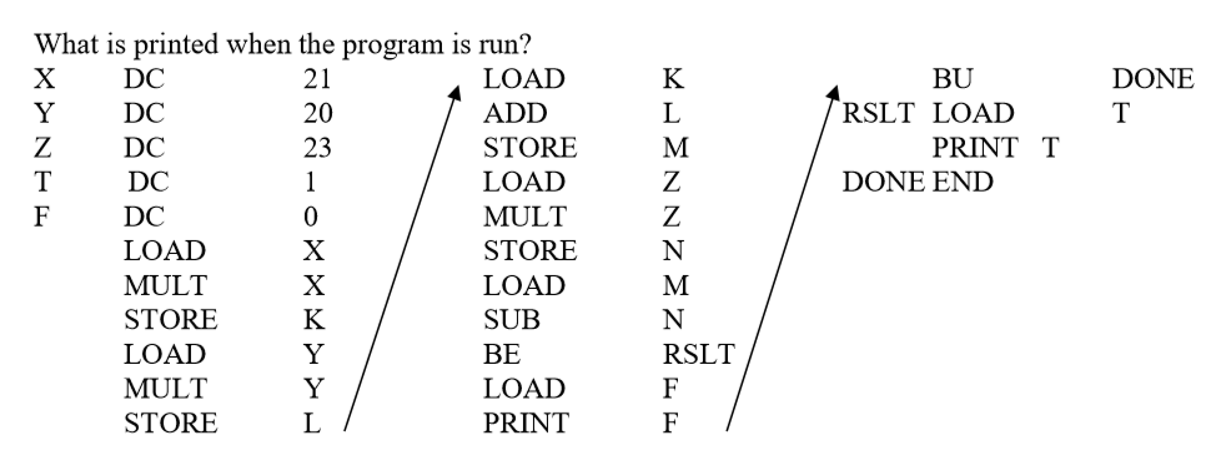 What is printed when the program is run?
X DC 21
Y DC 20
Z DC 23
T DC 1
F DC 0
LOAD X
MULT X
STORE K
LOAD Y
MULT Y
STORE L
LOAD K
ADD L
STORE M
LOAD Z
MULT Z
STORE N
LOAD M
SUB N
BE RSLT
LOAD F
PRINT F
BU DONE
RSLT LOAD T
PRINT T
DONE END